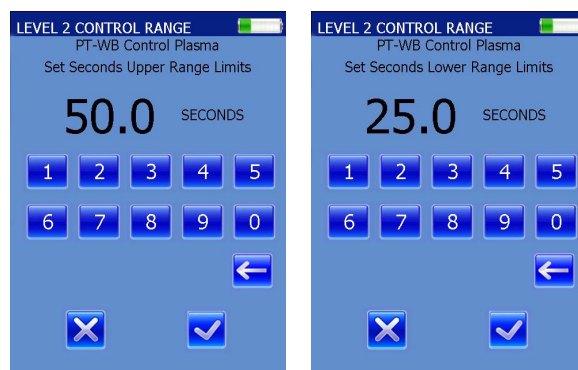 LEVEL 2 CONTROL RANGE
PT-WB Control Plasma
Set Seconds Upper Range Limits
50.0 SECONDS
1 2 3 4 5
6 7 8 9 0
LEVEL 2 CONTROL RANGE
PT-WB Control Plasma
Set Seconds Lower Range Limits
25.0 SECONDS
1 2 3 4 5
6 7 8 9 0